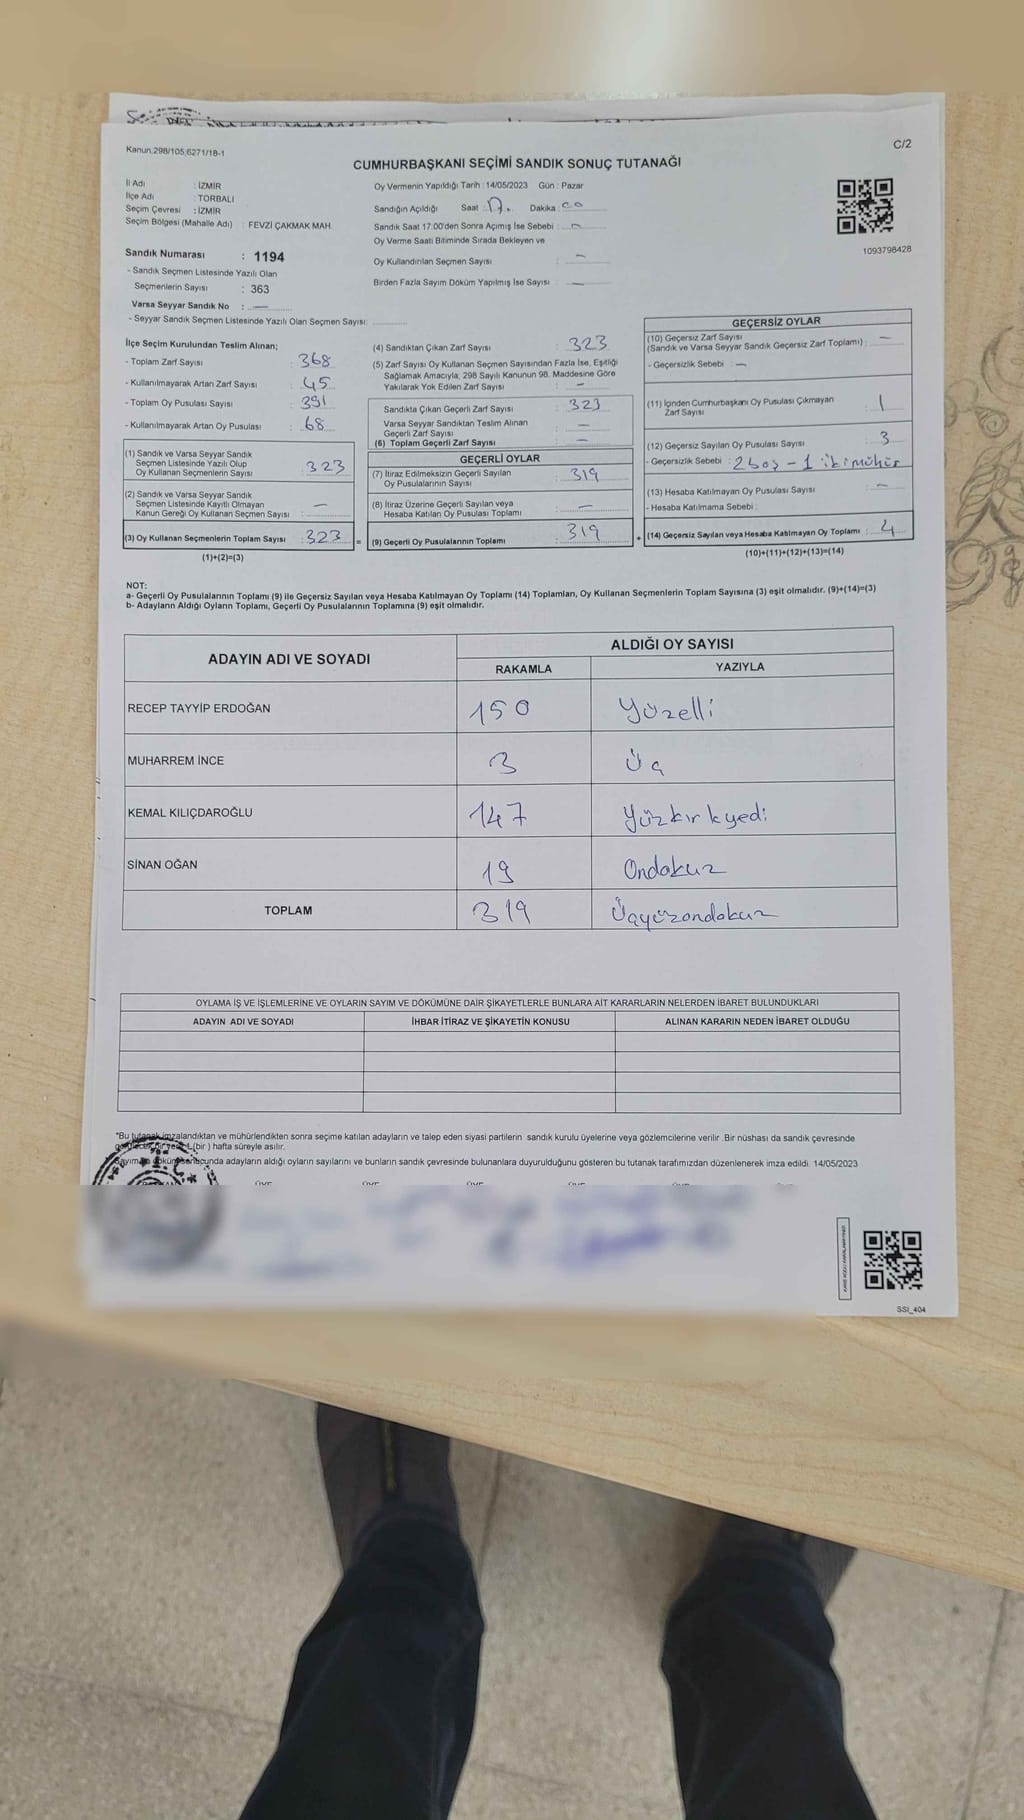 Kanun.298/105,6271/18-1
C/2
CUMHURBAŞKANI SEÇİMİ SANDIK SONUÇ TUTANAĞI
İl Adı : İZMİR
İlçe Adı : TORBALI
Seçim Çevresi : İZMİR
Seçim Bölgesi (Mahalle Adı) : FEVZİ ÇAKMAK MAH.
Oy Vermenin Yapıldığı Tarih : 14/05/2023 Gün : Pazar
Sandığın Açıldığı Saat : 17. Dakika : 00
Sandık Saat 17:00'den Sonra Açımış İse Sebebi : –
Oy Verme Saati Bitiminde Sırada Bekleyen ve
Oy Kullandırılan Seçmen Sayısı : –
Birden Fazla Sayım Döküm Yapılmış İse Sayısı : –
1093798428
Sandık Numarası : 1194
- Sandık Seçmen Listesinde Yazılı Olan
Seçmenlerin Sayısı : 363
Varsa Seyyar Sandık No : –
- Seyyar Sandık Seçmen Listesinde Yazılı Olan Seçmen Sayısı:
İlçe Seçim Kurulundan Teslim Alınan;
- Toplam Zarf Sayısı : 368
- Kullanılmayarak Artan Zarf Sayısı : 45
- Toplam Oy Pusulası Sayısı : 391
- Kullanılmayarak Artan Oy Pusulası : 68
(1) Sandık ve Varsa Seyyar Sandık
Seçmen Listesinde Yazılı Olup
Oy Kullanan Seçmenlerin Sayısı : 323
(2) Sandık ve Varsa Seyyar Sandık
Seçmen Listesinde Kayıtlı Olmayan
Kanun Gereği Oy Kullanan Seçmen Sayısı : –
(3) Oy Kullanan Seçmenlerin Toplam Sayısı : 323 =
(1)+(2)=(3)
(4) Sandıktan Çıkan Zarf Sayısı : 323
(5) Zarf Sayısı Oy Kullanan Seçmen Sayısından Fazla İse, Eşitliği
Sağlamak Amacıyla; 298 Sayılı Kanunun 98. Maddesine Göre
Yakılarak Yok Edilen Zarf Sayısı : –
Sandıkta Çıkan Geçerli Zarf Sayısı : 323
Varsa Seyyar Sandıktan Teslim Alınan
Geçerli Zarf Sayısı : –
(6) Toplam Geçerli Zarf Sayısı : –
GEÇERLİ OYLAR
(7) İtiraz Edilmeksizin Geçerli Sayılan
Oy Pusulalarının Sayısı : 319
(8) İtiraz Üzerine Geçerli Sayılan veya
Hesaba Katılan Oy Pusulası Toplamı : –
(9) Geçerli Oy Pusulalarının Toplamı : 319 +
GEÇERSİZ OYLAR
(10) Geçersiz Zarf Sayısı
(Sandık ve Varsa Seyyar Sandık Geçersiz Zarf Toplamı) : –
- Geçersizlik Sebebi : –
(11) İçinden Cumhurbaşkanı Oy Pusulası Çıkmayan
Zarf Sayısı : 1
(12) Geçersiz Sayılan Oy Pusulası Sayısı : 3
- Geçersizlik Sebebi : 2 boş - 1 iki mühür
(13) Hesaba Katılmayan Oy Pusulası Sayısı : –
- Hesaba Katılmama Sebebi :
(14) Geçersiz Sayılan veya Hesaba Katılmayan Oy Toplamı : 4
(10)+(11)+(12)+(13)=(14)
NOT:
a- Geçerli Oy Pusulalarının Toplamı (9) ile Geçersiz Sayılan veya Hesaba Katılmayan Oy Toplamı (14) Toplamları, Oy Kullanan Seçmenlerin Toplam Sayısına (3) eşit olmalıdır. (9)+(14)=(3)
b- Adayların Aldığı Oyların Toplamı, Geçerli Oy Pusulalarının Toplamına (9) eşit olmalıdır.
ADAYIN ADI VE SOYADI ALDIĞI OY SAYISI
RAKAMLA YAZIYLA
RECEP TAYYİP ERDOĞAN 150 Yüzelli
MUHARREM İNCE 3 Üç
KEMAL KILIÇDAROĞLU 147 Yüzkırkyedi
SİNAN OĞAN 19 Ondokuz
TOPLAM 319 Üçyüzondokuz
OYLAMA İŞ VE İŞLEMLERİNE VE OYLARIN SAYIM VE DÖKÜMÜNE DAİR ŞİKAYETLERLE BUNLARA AİT KARARLARIN NELERDEN İBARET BULUNDUKLARI
ADAYIN ADI VE SOYADI İHBAR İTİRAZ VE ŞİKAYETİN KONUSU ALINAN KARARIN NEDEN İBARET OLDUĞU
*Bu tutanak imzalandıktan ve mühürlendikten sonra seçime katılan adayların ve talep eden siyasi partilerin sandık kurulu üyelerine veya gözlemcilerine verilir .Bir nüshası da sandık çevresinde
(bir ) hafta süreyle asılır.
sonucunda adayların aldığı oyların sayılarını ve bunların sandık çevresinde bulunanlara duyurulduğunu gösteren bu tutanak tarafımızdan düzenlenerek imza edildi. 14/05/2023
SSI_404